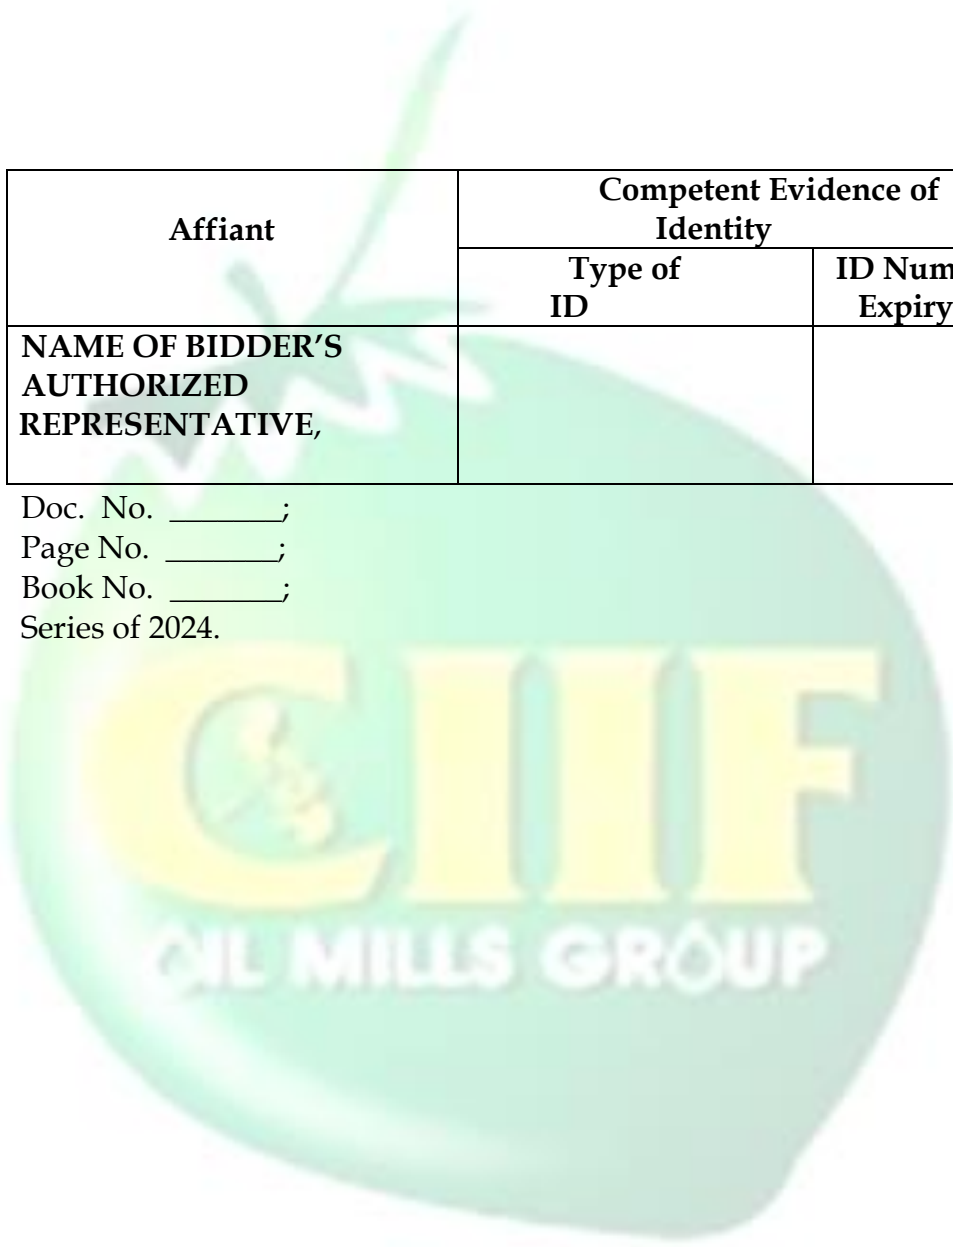 Affiant
Competent Evidence of
Identity
Type of
ID
ID Num
Expiry
NAME OF BIDDER’S
AUTHORIZED
REPRESENTATIVE,
Doc. No. _______;
Page No. _______;
Book No. _______;
Series of 2024.
CIIF
OIL MILLS GROUP